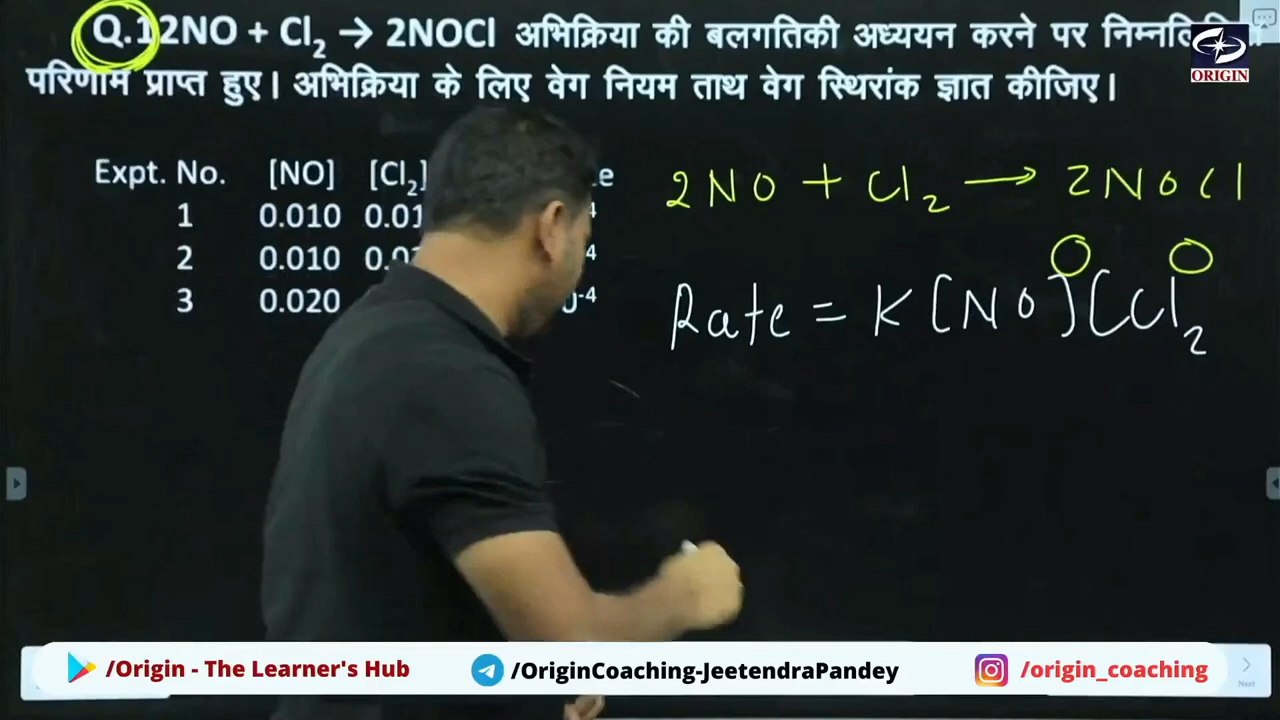 Q.1 2NO + Cl₂ → 2NOCl अभिक्रिया की बलगतिकी अध्ययन करने पर
परिणाम प्राप्त हुए। अभिक्रिया के लिए वेग नियम ताथ वेग स्थिरांक ज्ञात कीजिए।
ORIGIN
Expt. No. [NO] [Cl₂]
1 0.010
2 0.010
3 0.020
2NO + Cl₂ → 2NOCl
Rate = K[NO][Cl₂
/Origin - The Learner's Hub
/OriginCoaching-JeetendraPandey
/origin_coaching
Next